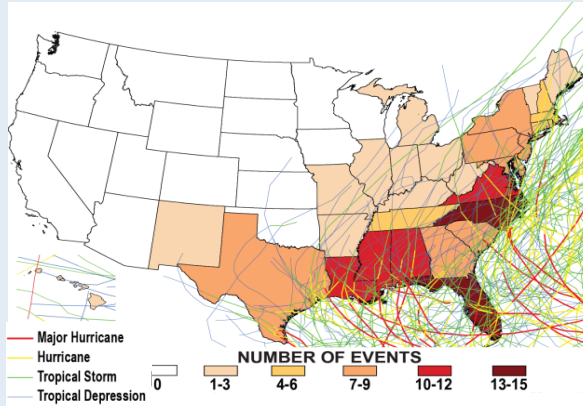 Major Hurricane
Hurricane
Tropical Storm
Tropical Depression
NUMBER OF EVENTS
0 1-3 4-6 7-9 10-12 13-15